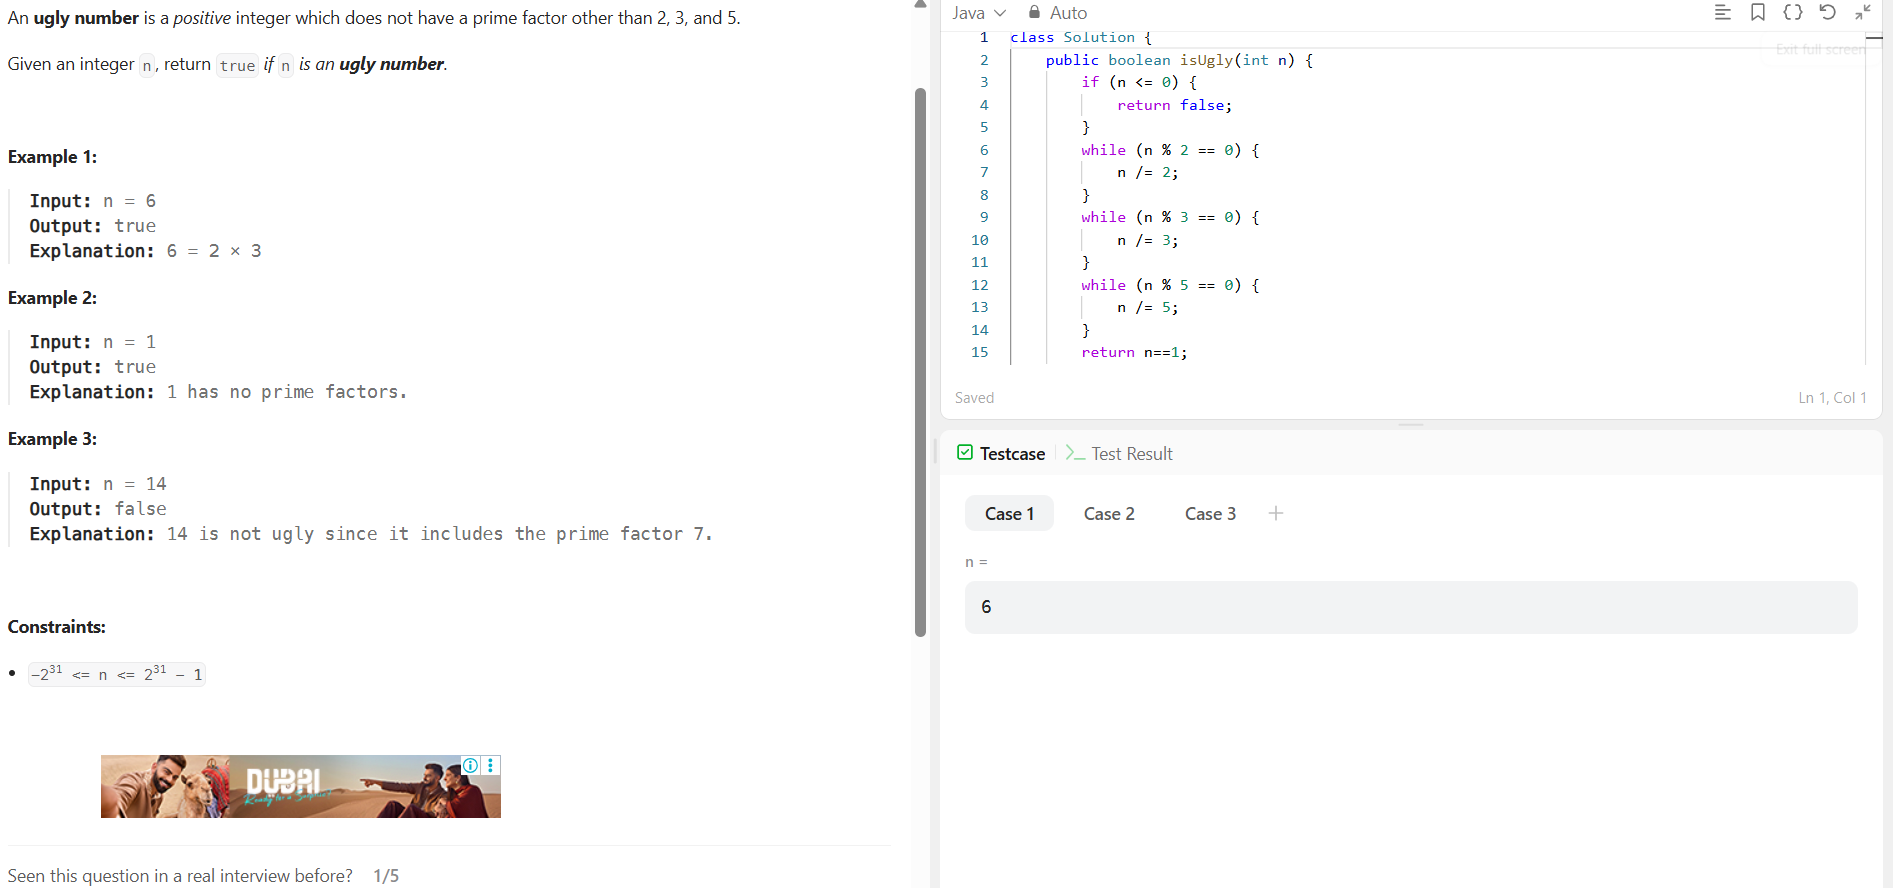 An ugly number is a positive integer which does not have a prime factor other than 2, 3, and 5.
Given an integer n, return true if n is an ugly number.
Example 1:
Input: n = 6
Output: true
Explanation: 6 = 2 × 3
Example 2:
Input: n = 1
Output: true
Explanation: 1 has no prime factors.
Example 3:
Input: n = 14
Output: false
Explanation: 14 is not ugly since it includes the prime factor 7.
Constraints:
• −2³¹ <= n <= 2³¹ − 1
DUBAI
Ready for a Surprise?
Seen this question in a real interview before? 1/5
Java Auto
Exit full screen
1 class Solution {
2 public boolean isUgly(int n) {
3 if (n <= 0) {
4 return false;
5 }
6 while (n % 2 == 0) {
7 n /= 2;
8 }
9 while (n % 3 == 0) {
10 n /= 3;
11 }
12 while (n % 5 == 0) {
13 n /= 5;
14 }
15 return n==1;
Saved Ln 1, Col 1
Testcase >_ Test Result
Case 1 Case 2 Case 3 +
n =
6